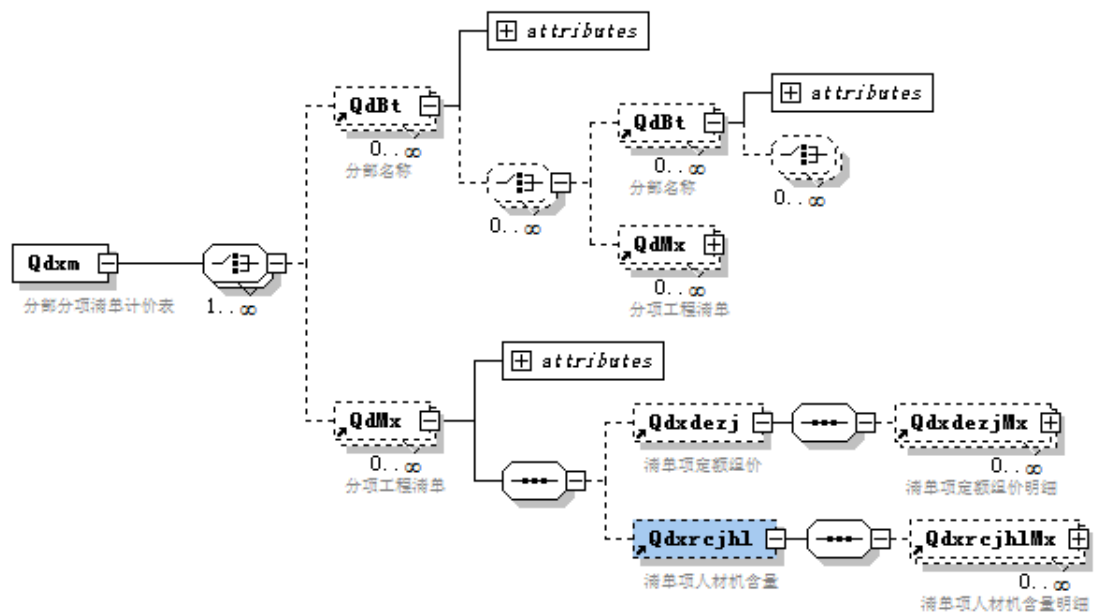 attributes
QdBt
0..∞
分部名称
attributes
QdBt
0..∞
分部名称
0..∞
0..∞
QdMx
0..∞
分项工程清单
Qdxm
分部分项清单计价表
1..∞
attributes
QdMx
0..∞
分项工程清单
Qdxdezj
清单项定额组价
QdxdezjMx
0..∞
清单项定额组价明细
Qdxrcjhl
清单项人材机含量
QdxrcjhlMx
0..∞
清单项人材机含量明细